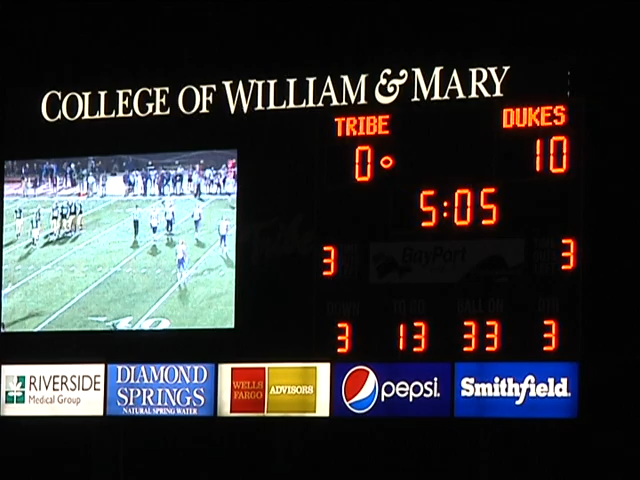 COLLEGE OF WILLIAM & MARY
TRIBE DUKES
0 10
5:05
BayPort
3 3
DOWN TO GO BALL ON QTR
3 13 33 3
RIVERSIDE
Medical Group
DIAMOND
SPRINGS
NATURAL SPRING WATER
WELLS
FARGO
ADVISORS
pepsi.
Smithfield.